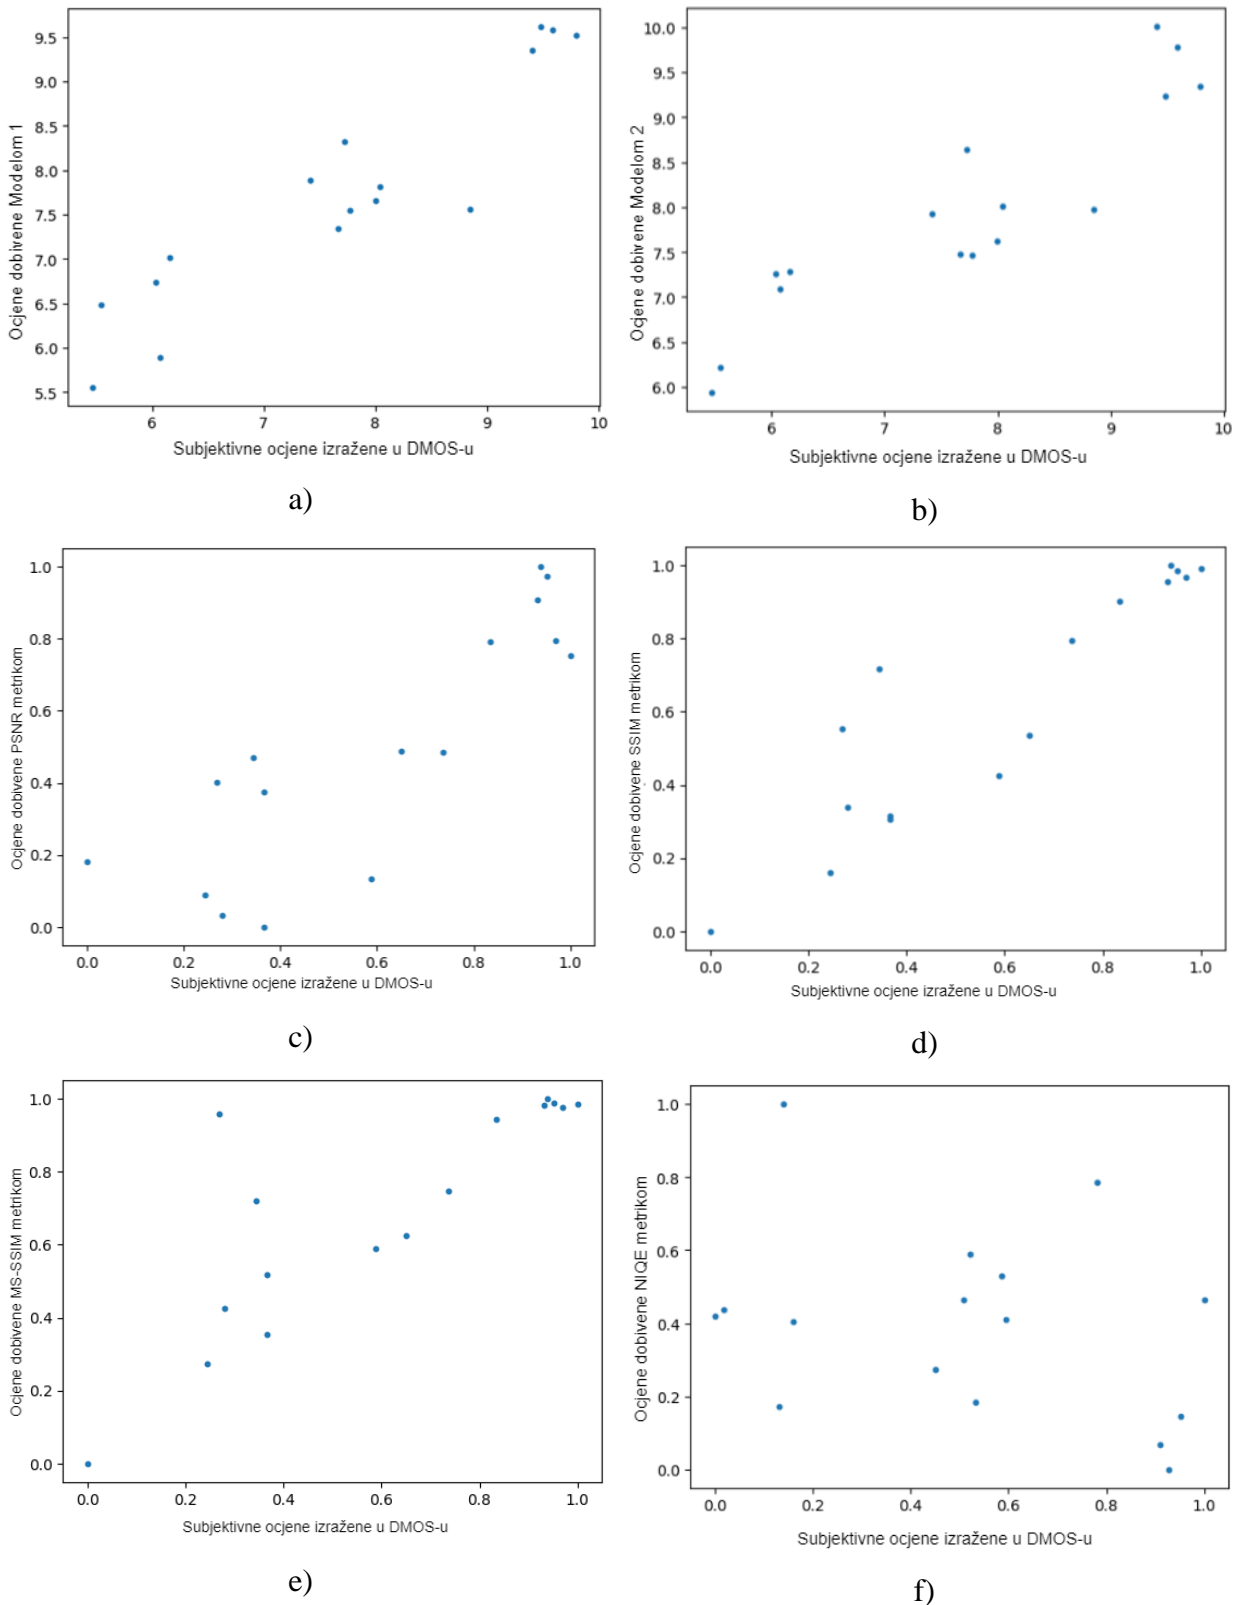 9.5
9.0
8.5
8.0
7.5
7.0
6.5
6.0
5.5
Ocjene dobivene Modelom 1
6 7 8 9 10
Subjektivne ocjene izražene u DMOS-u
a)
10.0
9.5
9.0
8.5
8.0
7.5
7.0
6.5
6.0
Ocjene dobivene Modelom 2
6 7 8 9 10
Subjektivne ocjene izražene u DMOS-u
b)
1.0
0.8
0.6
0.4
0.2
0.0
Ocjene dobivene PSNR metrikom
0.0 0.2 0.4 0.6 0.8 1.0
Subjektivne ocjene izražene u DMOS-u
c)
1.0
0.8
0.6
0.4
0.2
0.0
Ocjene dobivene SSIM metrikom
0.0 0.2 0.4 0.6 0.8 1.0
Subjektivne ocjene izražene u DMOS-u
d)
1.0
0.8
0.6
0.4
0.2
0.0
Ocjene dobivene MS-SSIM metrikom
0.0 0.2 0.4 0.6 0.8 1.0
Subjektivne ocjene izražene u DMOS-u
e)
1.0
0.8
0.6
0.4
0.2
0.0
Ocjene dobivene NIQE metrikom
0.0 0.2 0.4 0.6 0.8 1.0
Subjektivne ocjene izražene u DMOS-u
f)